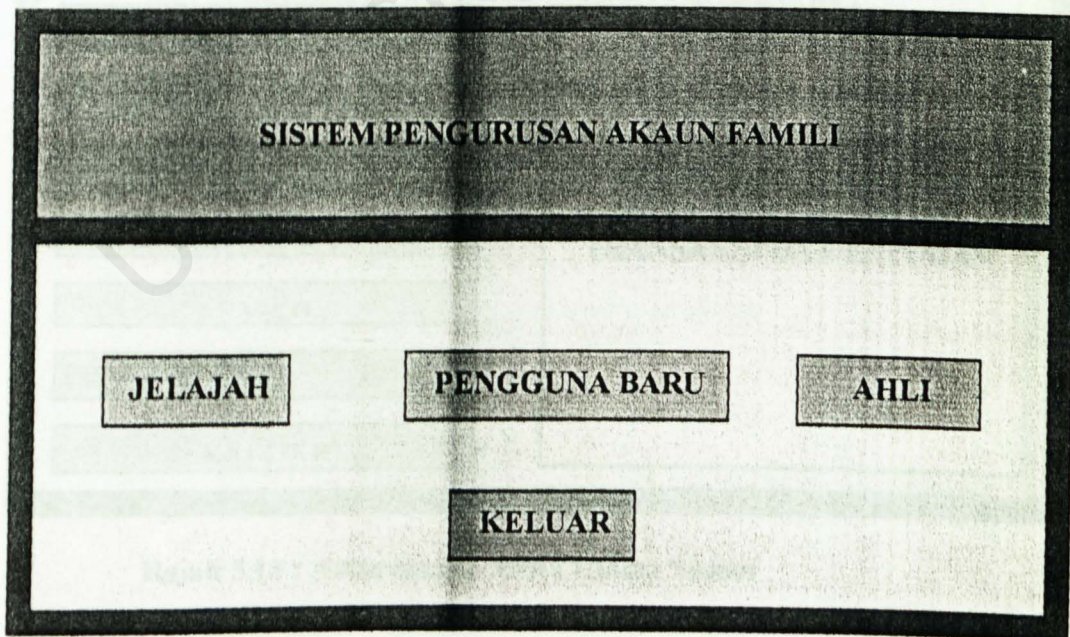 SISTEM PENGURUSAN AKAUN FAMILI
JELAJAH
PENGGUNA BARU
AHLI
KELUAR